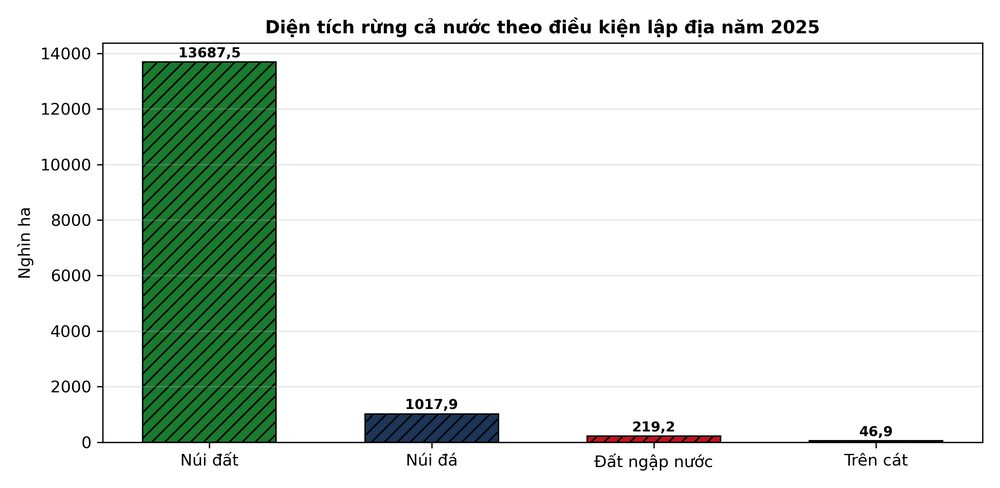 Diện tích rừng cả nước theo điều kiện lập địa năm 2025
Nghìn ha
14000
12000
10000
8000
6000
4000
2000
0
13687,5
1017,9
219,2
46,9
Núi đất
Núi đá
Đất ngập nước
Trên cát